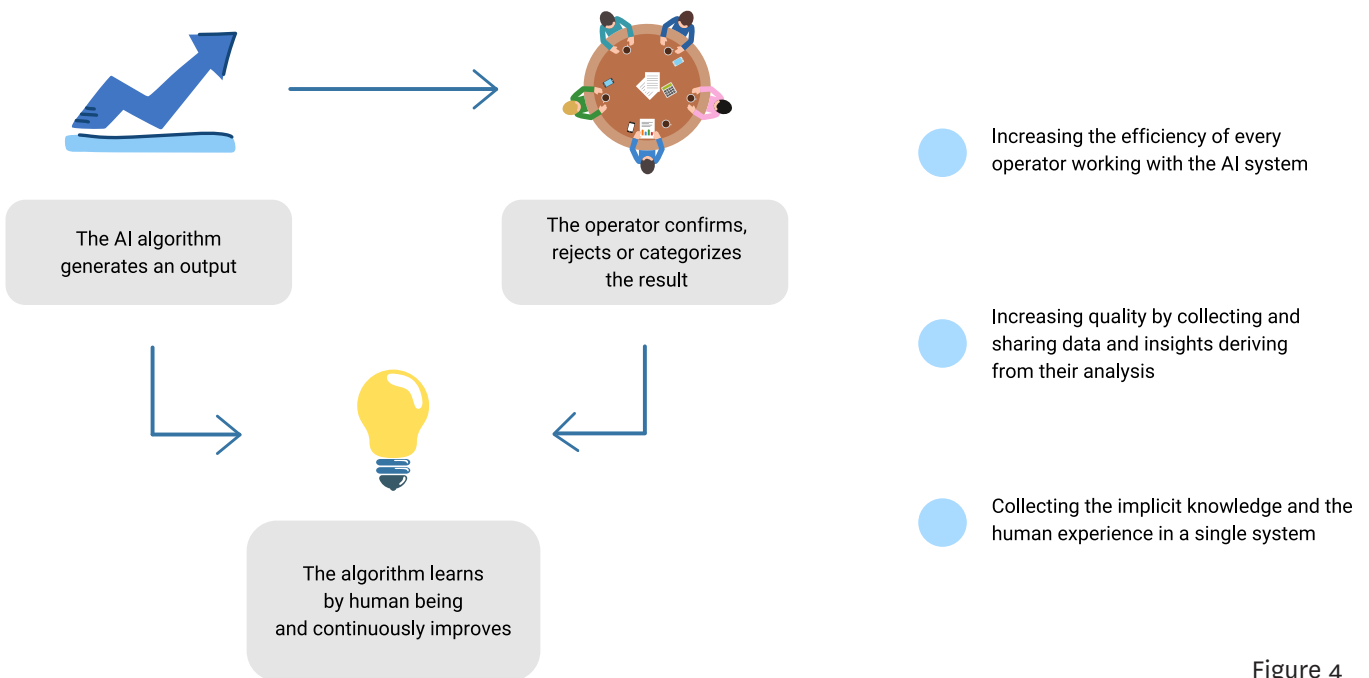 The AI algorithm
generates an output
The operator confirms,
rejects or categorizes
the result
The algorithm learns
by human being
and continuously improves
Increasing the efficiency of every
operator working with the AI system
Increasing quality by collecting and
sharing data and insights deriving
from their analysis
Collecting the implicit knowledge and the
human experience in a single system
Figure 4